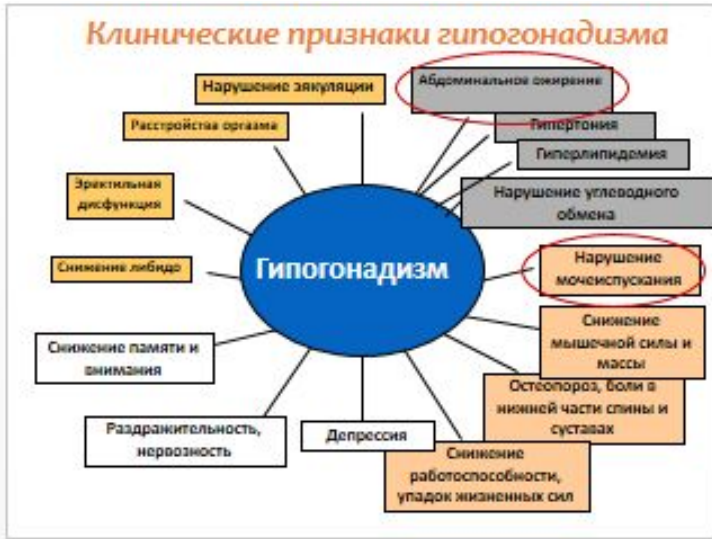 Клинические признаки гипогонадизма
Нарушение эякуляции
Абдоминальное ожирение
Расстройства оргазма
Гипертония
Гиперлипидемия
Эректильная
дисфункция
Нарушение углеводного
обмена
Гипогонадизм
Снижение либидо
Нарушение
мочеиспускания
Снижение памяти и
внимания
Снижение
мышечной силы и
массы
Остеопороз, боли в
нижней части спины и
суставах
Раздражительность,
нервозность
Депрессия
Снижение
работоспособности,
упадок жизненных сил